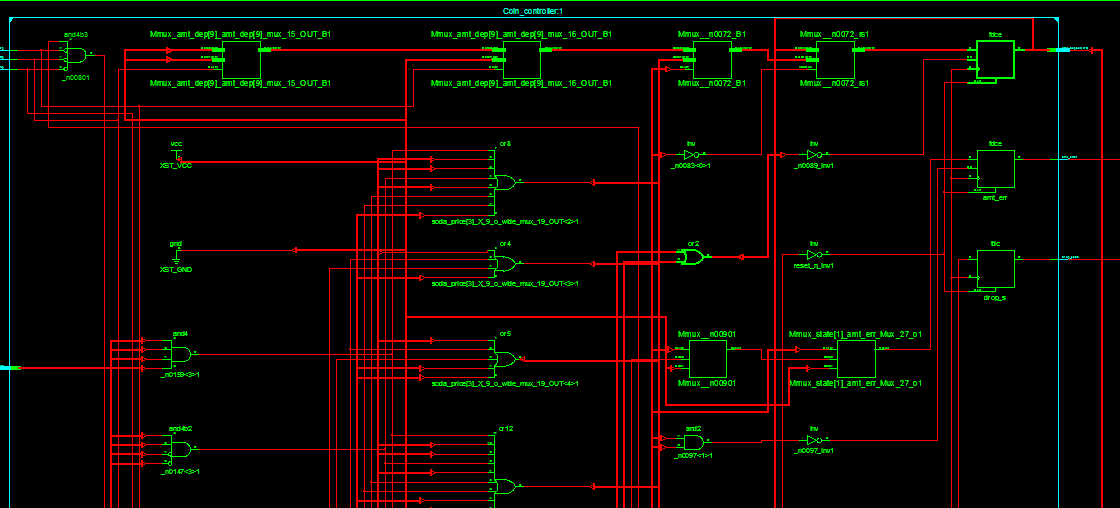 Coin_controller:1
and4b3
_n00801
Mmux_amt_dep[9]_amt_dep[9]_mux_15_OUT_B1
Mmux_amt_dep[9]_amt_dep[9]_mux_15_OUT_B1
Mmux_amt_dep[9]_amt_dep[9]_mux_16_OUT_B1
Mmux_amt_dep[9]_amt_dep[9]_mux_16_OUT_B1
Mmux__n0072_B1
Mmux__n0072_B1
Mmux__n0072_rs1
Mmux__n0072_rs1
fdce
vcc
XST_VCC
or8
soda_price[3]_X_9_o_wide_mux_19_OUT<2>1
inv
_n0083<0>1
inv
_n0089_inv1
fdce
amt_err
gnd
XST_GND
or4
soda_price[3]_X_9_o_wide_mux_19_OUT<3>1
or2
inv
reset_n_inv1
fdc
drop_s
and4
_n0199<3>1
or5
soda_price[3]_X_9_o_wide_mux_19_OUT<4>1
Mmux__n00901
Mmux__n00901
Mmux_state[1]_amt_err_Mux_27_o1
Mmux_state[1]_amt_err_Mux_27_o1
and4b2
_n0147<3>1
or12
and2
_n0097<1>1
inv
_n0097_inv1